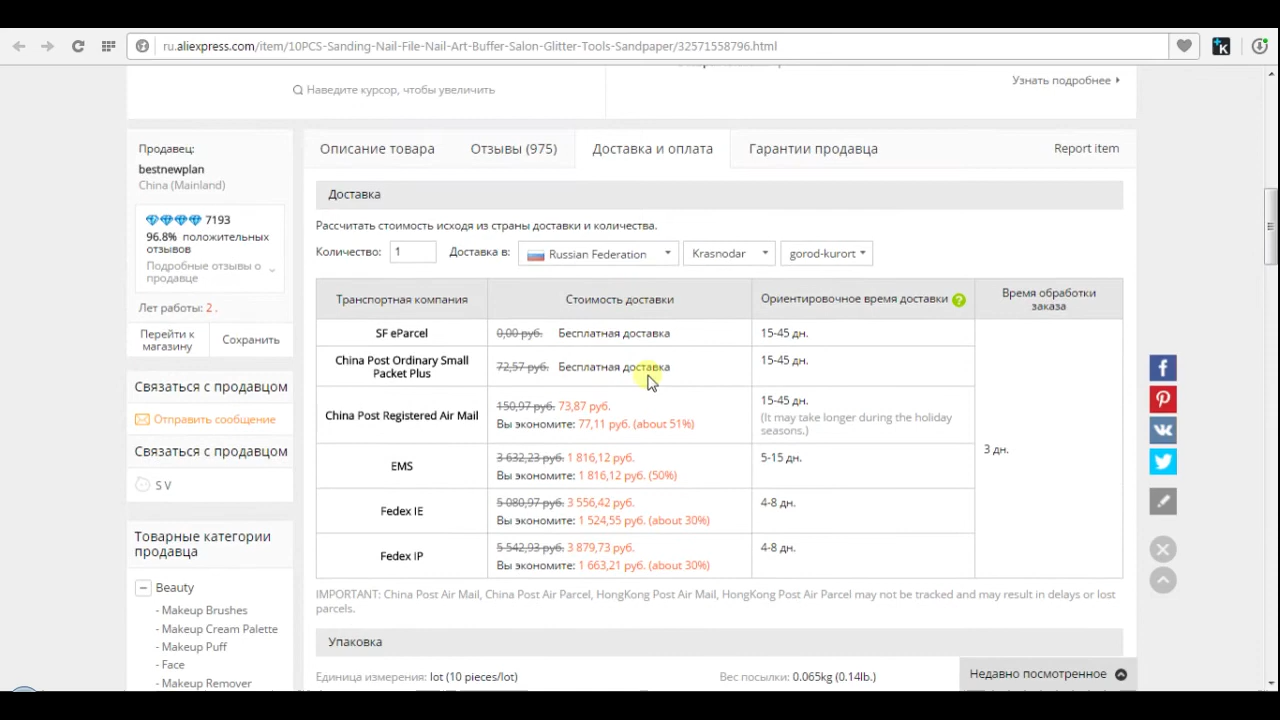 ru.aliexpress.com/item/10PCS-Sanding-Nail-File-Nail-Art-Buffer-Salon-Glitter-Tools-Sandpaper/32571558796.html
K
Наведите курсор, чтобы увеличить
Узнать подробнее
Продавец:
bestnewplan
China (Mainland)
7193
96.8% положительных
отзывов
Подробные отзывы о
продавце
Лет работы: 2 .
Перейти к
магазину
Сохранить
Связаться с продавцом
Отправить сообщение
Связаться с продавцом
S V
Товарные категории
продавца
Beauty
- Makeup Brushes
- Makeup Cream Palette
- Makeup Puff
- Face
- Makeup Remover
Описание товара
Отзывы (975)
Доставка и оплата
Гарантии продавца
Report item
Доставка
Рассчитать стоимость исходя из страны доставки и количества.
Количество: 1 Доставка в: Russian Federation Krasnodar gorod-kurort
Транспортная компания
Стоимость доставки
Ориентировочное время доставки ?
Время обработки
заказа
SF eParcel
0,00 руб. Бесплатная доставка
15-45 дн.
China Post Ordinary Small
Packet Plus
72,57 руб. Бесплатная доставка
15-45 дн.
China Post Registered Air Mail
150,97 руб. 73,87 руб.
Вы экономите: 77,11 руб. (about 51%)
15-45 дн.
(It may take longer during the holiday
seasons.)
EMS
3 632,23 руб. 1 816,12 руб.
Вы экономите: 1 816,12 руб. (50%)
5-15 дн.
Fedex IE
5 080,97 руб. 3 556,42 руб.
Вы экономите: 1 524,55 руб. (about 30%)
4-8 дн.
Fedex IP
5 542,93 руб. 3 879,73 руб.
Вы экономите: 1 663,21 руб. (about 30%)
4-8 дн.
3 дн.
IMPORTANT: China Post Air Mail, China Post Air Parcel, HongKong Post Air Mail, HongKong Post Air Parcel may not be tracked and may result in delays or lost
parcels.
Упаковка
Единица измерения: lot (10 pieces/lot)
Вес посылки: 0.065kg (0.14lb.)
Недавно посмотренное